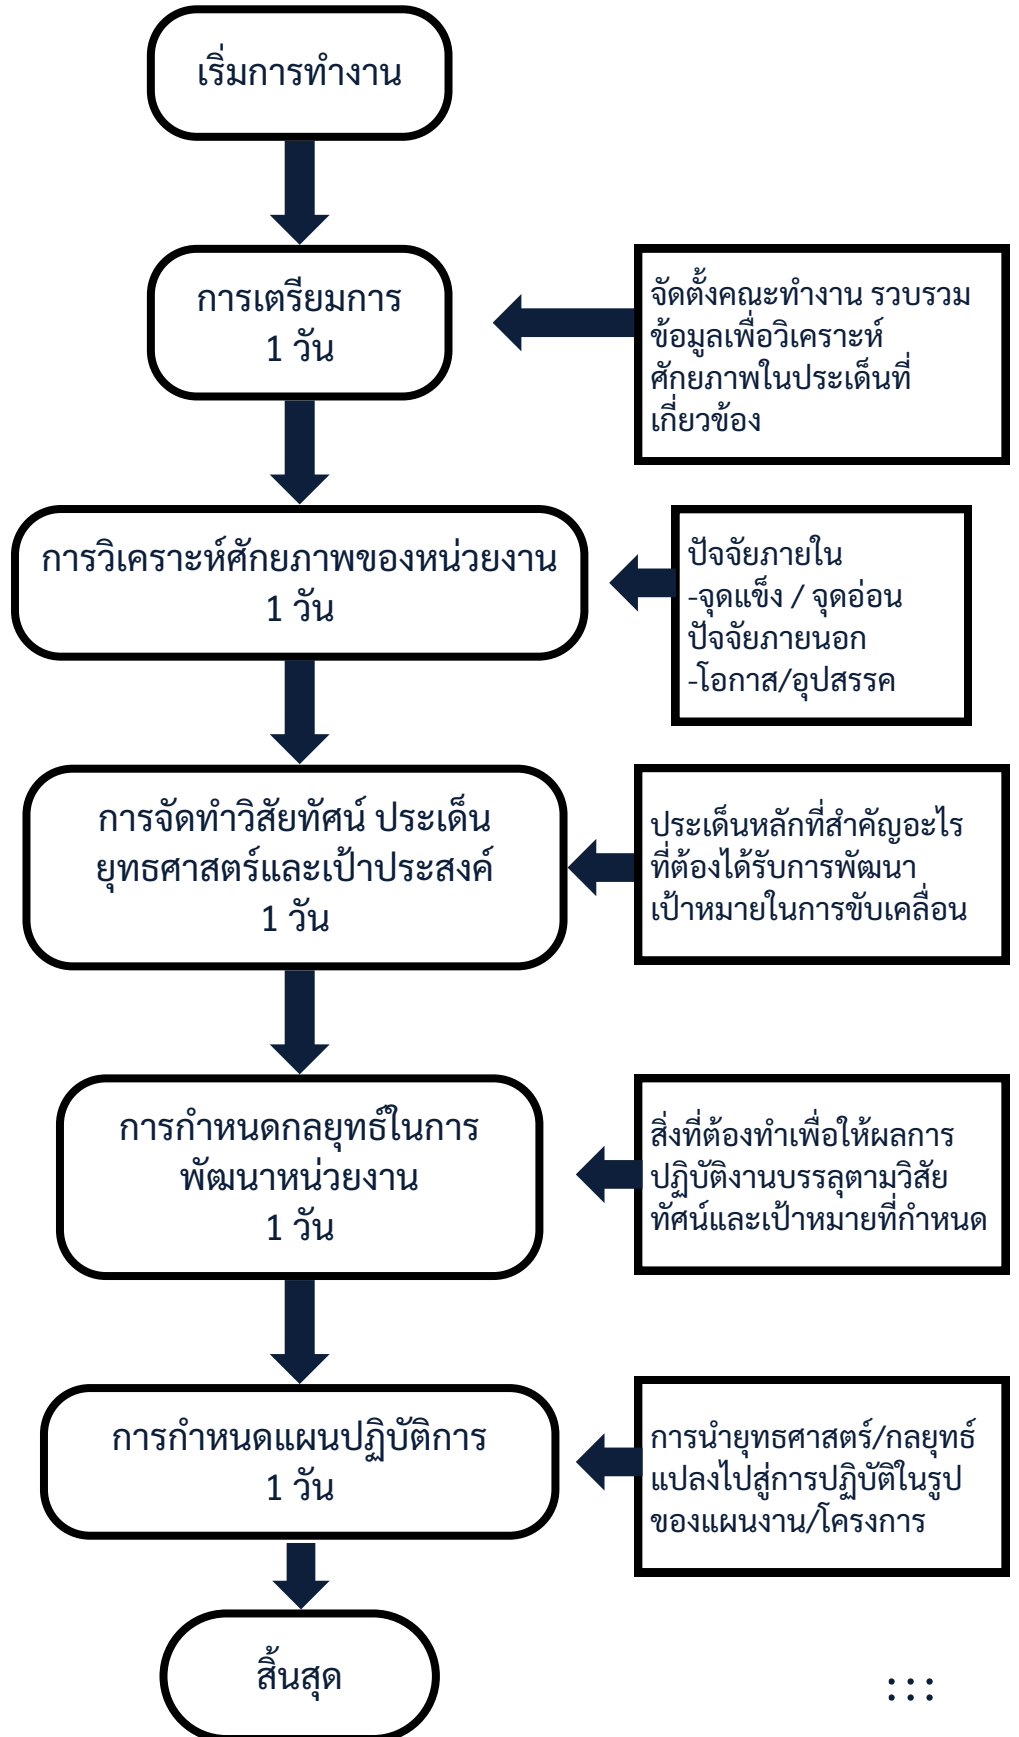 เริ่มการทำงาน
การเตรียมการ
1 วัน
จัดตั้งคณะทำงาน รวบรวม
ข้อมูลเพื่อวิเคราะห์
ศักยภาพในประเด็นที่
เกี่ยวข้อง
การวิเคราะห์ศักยภาพของหน่วยงาน
1 วัน
ปัจจัยภายใน
-จุดแข็ง / จุดอ่อน
ปัจจัยภายนอก
-โอกาส/อุปสรรค
การจัดทำวิสัยทัศน์ ประเด็น
ยุทธศาสตร์และเป้าประสงค์
1 วัน
ประเด็นหลักที่สำคัญอะไร
ที่ต้องได้รับการพัฒนา
เป้าหมายในการขับเคลื่อน
การกำหนดกลยุทธ์ในการ
พัฒนาหน่วยงาน
1 วัน
สิ่งที่ต้องทำเพื่อให้ผลการ
ปฏิบัติงานบรรลุตามวิสัย
ทัศน์และเป้าหมายที่กำหนด
การกำหนดแผนปฏิบัติการ
1 วัน
การนำยุทธศาสตร์/กลยุทธ์
แปลงไปสู่การปฏิบัติในรูป
ของแผนงาน/โครงการ
สิ้นสุด